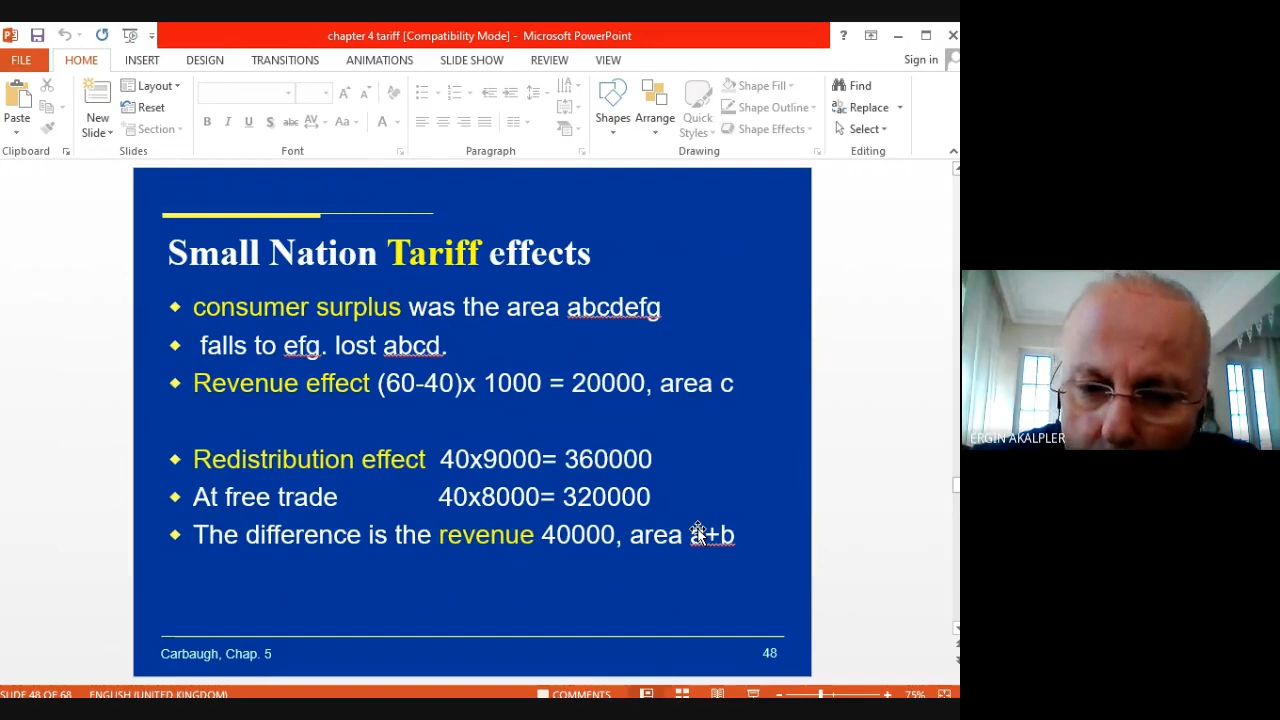 chapter 4 tariff [Compatibility Mode] - Microsoft PowerPoint
FILE HOME INSERT DESIGN TRANSITIONS ANIMATIONS SLIDE SHOW REVIEW VIEW Sign in
Paste
New
Slide
Layout
Reset
Section
B I U S abc AV Aa A
Shapes
Arrange
Quick
Styles
Shape Fill
Shape Outline
Shape Effects
Find
Replace
Select
Clipboard Slides Font Paragraph Drawing Editing
Small Nation Tariff effects
consumer surplus was the area abcdefg
falls to efg. lost abcd.
Revenue effect (60-40)x 1000 = 20000, area c
Redistribution effect 40x9000= 360000
At free trade 40x8000= 320000
The difference is the revenue 40000, area a+b
Carbaugh, Chap. 5
48
ERGIN AKALPLER
SLIDE 48 OF 68 ENGLISH (UNITED KINGDOM) COMMENTS 75%